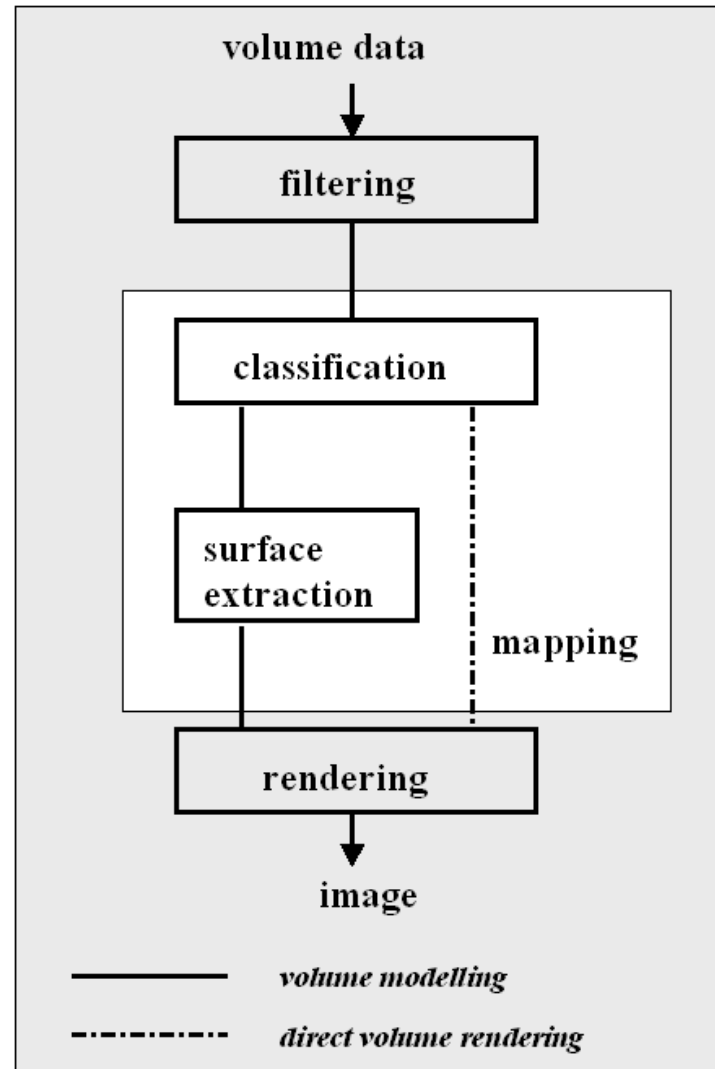 volume data
filtering
classification
surface
extraction
mapping
rendering
image
volume modelling
direct volume rendering